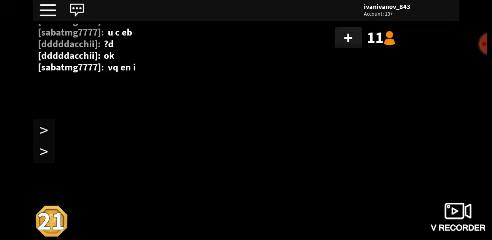 ivanivanov_843
Account: 13+
[sabatmg7777]: u c eb
[dddddacchii]: ?d
[dddddacchii]: ok
[sabatmg7777]: vq en i
+ 11
>
>
21
V RECORDER